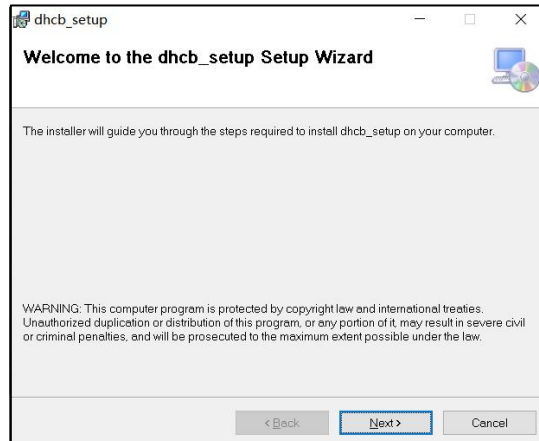 dhcb_setup
Welcome to the dhcb_setup Setup Wizard
The installer will guide you through the steps required to install dhcb_setup on your computer.
WARNING: This computer program is protected by copyright law and international treaties.
Unauthorized duplication or distribution of this program, or any portion of it, may result in severe civil
or criminal penalties, and will be prosecuted to the maximum extent possible under the law.
< Back
Next >
Cancel